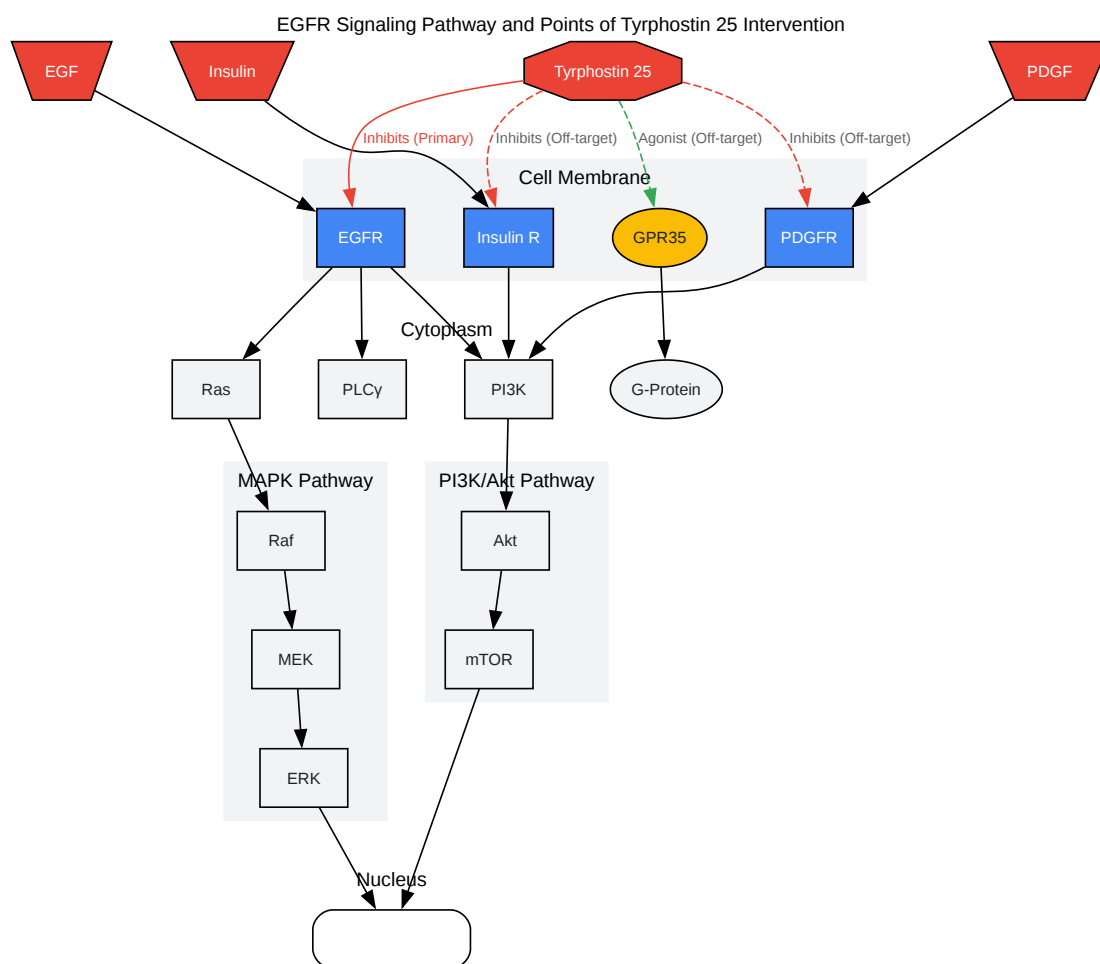 EGFR Signaling Pathway and Points of Tyrphostin 25 Intervention
EGF
Insulin
Tyrphostin 25
PDGF
Inhibits (Primary)
Inhibits (Off-target)
Agonist (Off-target)
Inhibits (Off-target)
Cell Membrane
EGFR
Insulin R
GPR35
PDGFR
Cytoplasm
Ras
PLCγ
PI3K
G-Protein
MAPK Pathway
PI3K/Akt Pathway
Raf
Akt
MEK
mTOR
ERK
Nucleus